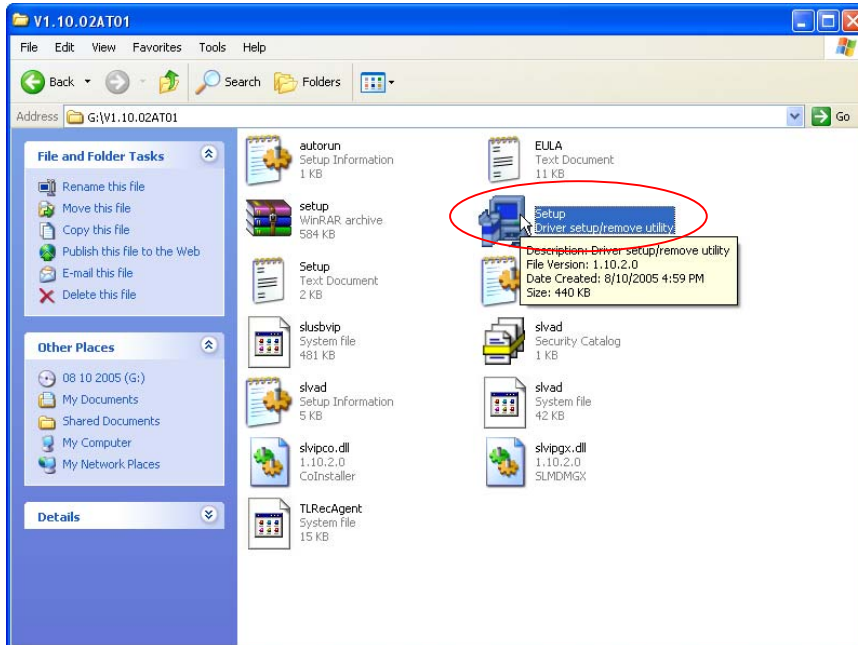 V1.10.02AT01
File Edit View Favorites Tools Help
Back Search Folders
Address G:\V1.10.02AT01 Go
File and Folder Tasks
Rename this file
Move this file
Copy this file
Publish this file to the Web
E-mail this file
Delete this file
Other Places
08 10 2005 (G:)
My Documents
Shared Documents
My Computer
My Network Places
Details
autorun
Setup Information
1 KB
EULA
Text Document
11 KB
setup
WinRAR archive
584 KB
Setup
Driver setup/remove utility
Description: Driver setup/remove utility
File Version: 1.10.2.0
Date Created: 8/10/2005 4:59 PM
Size: 440 KB
Setup
Text Document
2 KB
slusbvip
System file
481 KB
slvad
Security Catalog
1 KB
slvad
Setup Information
5 KB
slvad
System file
42 KB
slvipco.dll
1.10.2.0
CoInstaller
slvipgx.dll
1.10.2.0
SLMDMGX
TLRecAgent
System file
15 KB